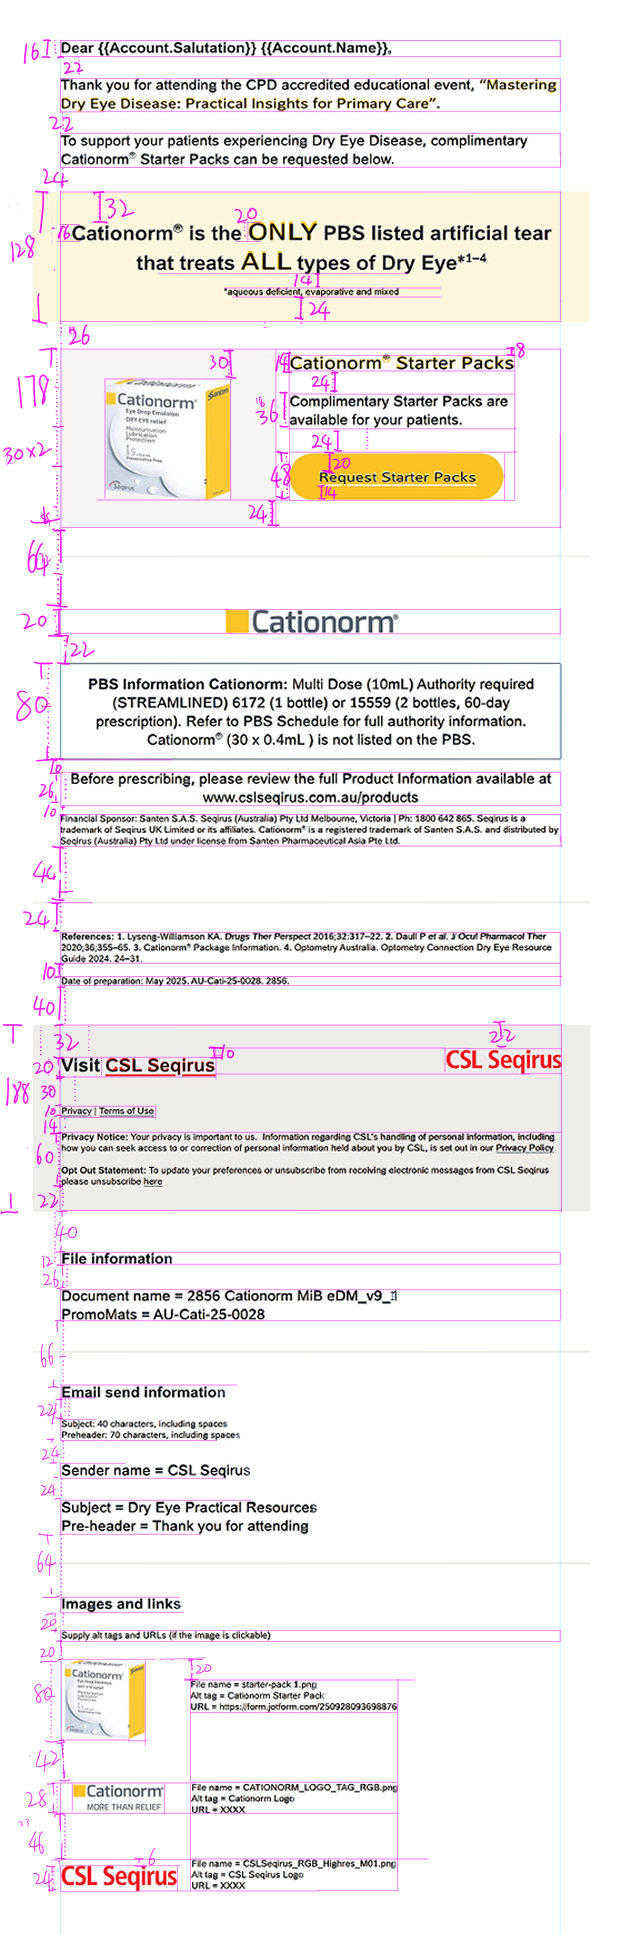 16 Dear {{Account.Salutation}} {{Account.Name}},
22
Thank you for attending the CPD accredited educational event, “Mastering
Dry Eye Disease: Practical Insights for Primary Care”.
22
To support your patients experiencing Dry Eye Disease, complimentary
Cationorm® Starter Packs can be requested below.
24
32
128
16
20
Cationorm® is the ONLY PBS listed artificial tear
that treats ALL types of Dry Eye*1–4
14
*aqueous deficient, evaporative and mixed
24
26
178
30
14
Cationorm® Starter Packs
18
24
16
36
Complimentary Starter Packs are
available for your patients.
24
30x2
48
20
Request Starter Packs
14
24
Cationorm®
Eye Drop Emulsion
DRY EYE relief
Moisturisation
Lubrication
Protection
Preservative Free
Seqirus
64
20
Cationorm®
22
80
PBS Information Cationorm: Multi Dose (10mL) Authority required
(STREAMLINED) 6172 (1 bottle) or 15559 (2 bottles, 60-day
prescription). Refer to PBS Schedule for full authority information.
Cationorm® (30 x 0.4mL ) is not listed on the PBS.
10
26
Before prescribing, please review the full Product Information available at
www.cslseqirus.com.au/products
10
Financial Sponsor: Santen S.A.S. Seqirus (Australia) Pty Ltd Melbourne, Victoria | Ph: 1800 642 865. Seqirus is a
trademark of Seqirus UK Limited or its affiliates. Cationorm® is a registered trademark of Santen S.A.S. and distributed by
Seqirus (Australia) Pty Ltd under license from Santen Pharmaceutical Asia Pte Ltd.
44
24
References: 1. Lyseng-Williamson KA. Drugs Ther Perspect 2016;32:317–22. 2. Daull P et al. J Ocul Pharmacol Ther
2020;36;355–65. 3. Cationorm® Package Information. 4. Optometry Australia. Optometry Connection Dry Eye Resource
Guide 2024. 24–31.
10
Date of preparation: May 2025. AU-Cati-25-0028. 2856.
40
32
22
188
20
Visit CSL Seqirus
10
CSL Seqirus
30
10
Privacy | Terms of Use
14
60
Privacy Notice: Your privacy is important to us. Information regarding CSL’s handling of personal information, including
how you can seek access to or correction of personal information held about you by CSL, is set out in our Privacy Policy.
Opt Out Statement: To update your preferences or unsubscribe from receiving electronic messages from CSL Seqirus
please unsubscribe here
22
40
12
File information
26
Document name = 2856 Cationorm MiB eDM_v9_1
PromoMats = AU-Cati-25-0028
66
Email send information
22
Subject: 40 characters, including spaces
Preheader: 70 characters, including spaces
24
Sender name = CSL Seqirus
24
Subject = Dry Eye Practical Resources
Pre-header = Thank you for attending
64
Images and links
20
Supply alt tags and URLs (if the image is clickable)
20
20
80
Cationorm®
File name = starter-pack 1.png
Alt tag = Cationorm Starter Pack
URL = https://form.jotform.com/250928093698876
42
28
Cationorm®
MORE THAN RELIEF
File name = CATIONORM_LOGO_TAG_RGB.png
Alt tag = Cationorm Logo
URL = XXXX
23
46
6
24
CSL Seqirus
File name = CSLSeqirus_RGB_Highres_M01.png
Alt tag = CSL Seqirus Logo
URL = XXXX